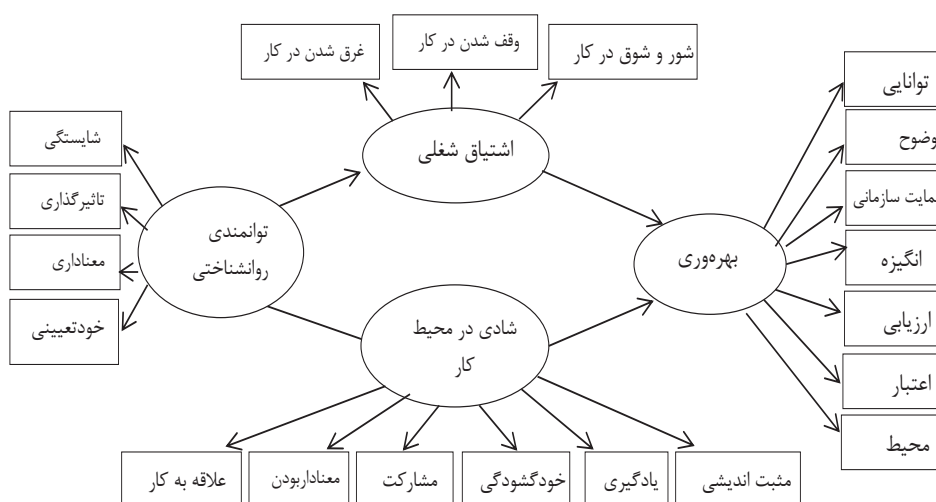 شور و شوق در کار
وقف شدن در کار
غرق شدن در کار
توانایی
وضوح
حمایت سازمانی
انگیزه
ارزیابی
اعتبار
محیط
اشتیاق شغلی
بهره‌وری
توانمندی
روانشناختی
شادی در محیط
کار
شایستگی
تاثیرگذاری
معناداری
خودتعیینی
مثبت اندیشی
یادگیری
خودگشودگی
مشارکت
معناداربودن
علاقه به کار